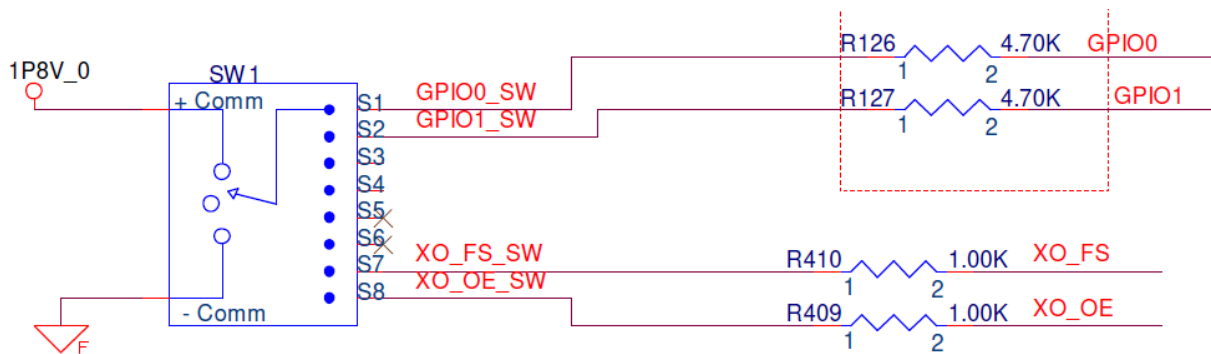 R126 4.70K GPIO0
1 2
1P8V_0 SW1
+ Comm S1 GPIO0_SW R127 4.70K GPIO1
1 2
S2 GPIO1_SW
S3
S4
S5
S6
S7 XO_FS_SW R410 1.00K XO_FS
1 2
S8 XO_OE_SW R409 1.00K XO_OE
1 2
- Comm
F